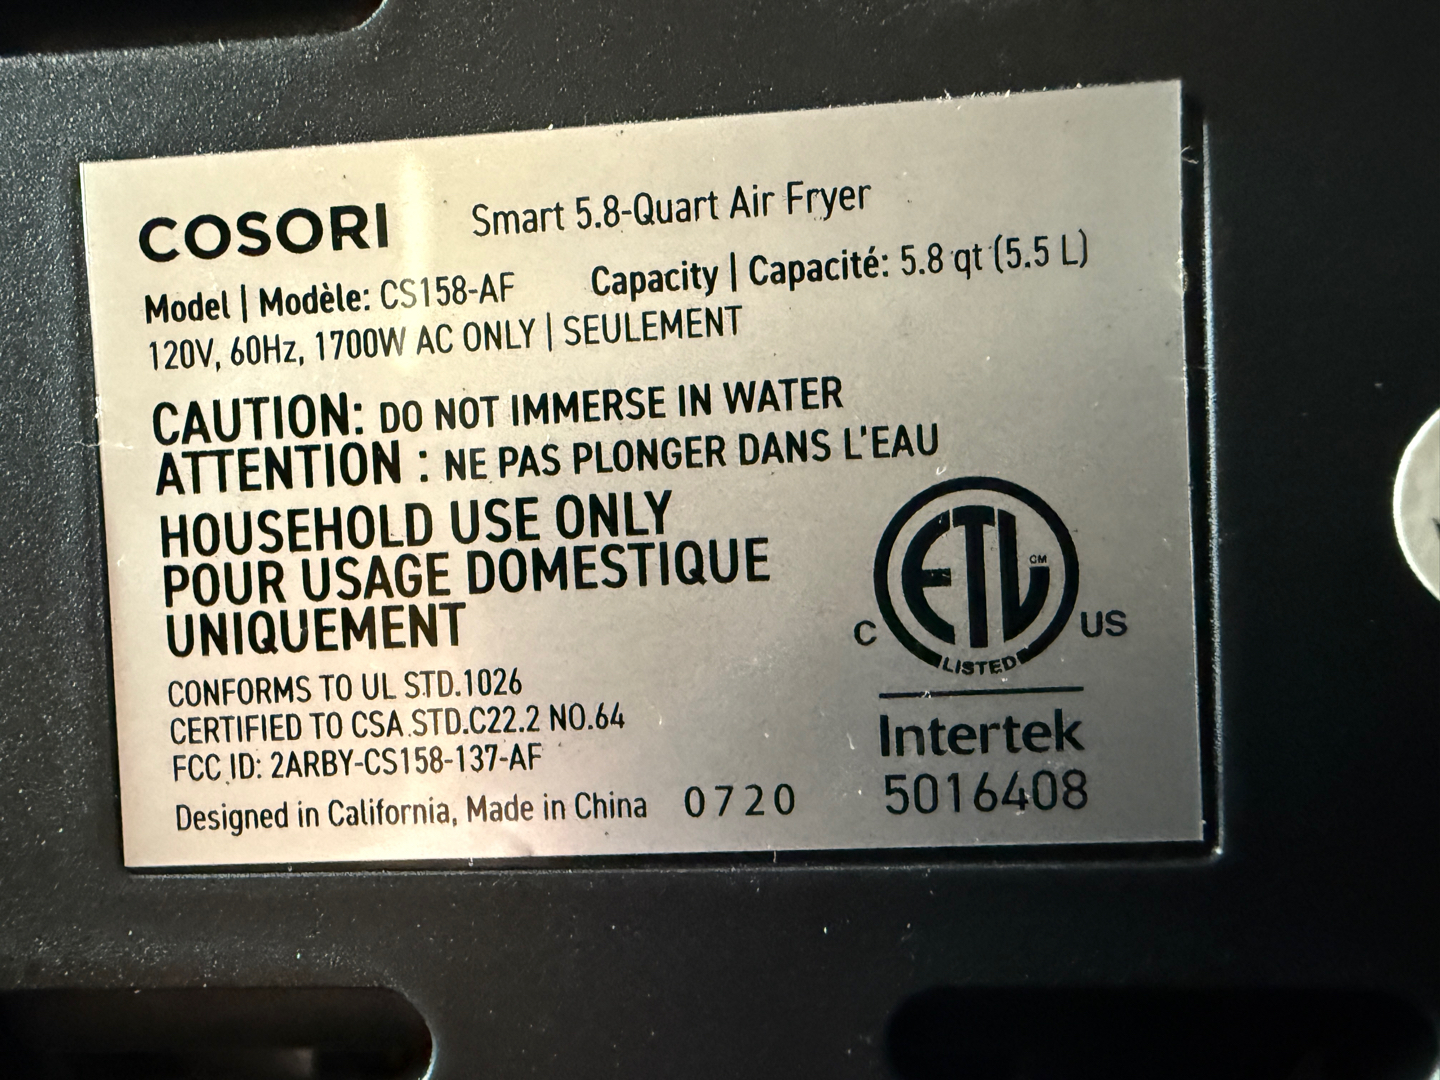 COSORI Smart 5.8-Quart Air Fryer
Model | Modèle: CS158-AF Capacity | Capacité: 5.8 qt (5.5 L)
120V, 60Hz, 1700W AC ONLY | SEULEMENT
CAUTION: DO NOT IMMERSE IN WATER
ATTENTION : NE PAS PLONGER DANS L'EAU
HOUSEHOLD USE ONLY
POUR USAGE DOMESTIQUE
UNIQUEMENT
CONFORMS TO UL STD.1026
CERTIFIED TO CSA STD.C22.2 NO.64
FCC ID: 2ARBY-CS158-137-AF
Designed in California, Made in China 0720
ETL CM
C US
LISTED
Intertek
5016408